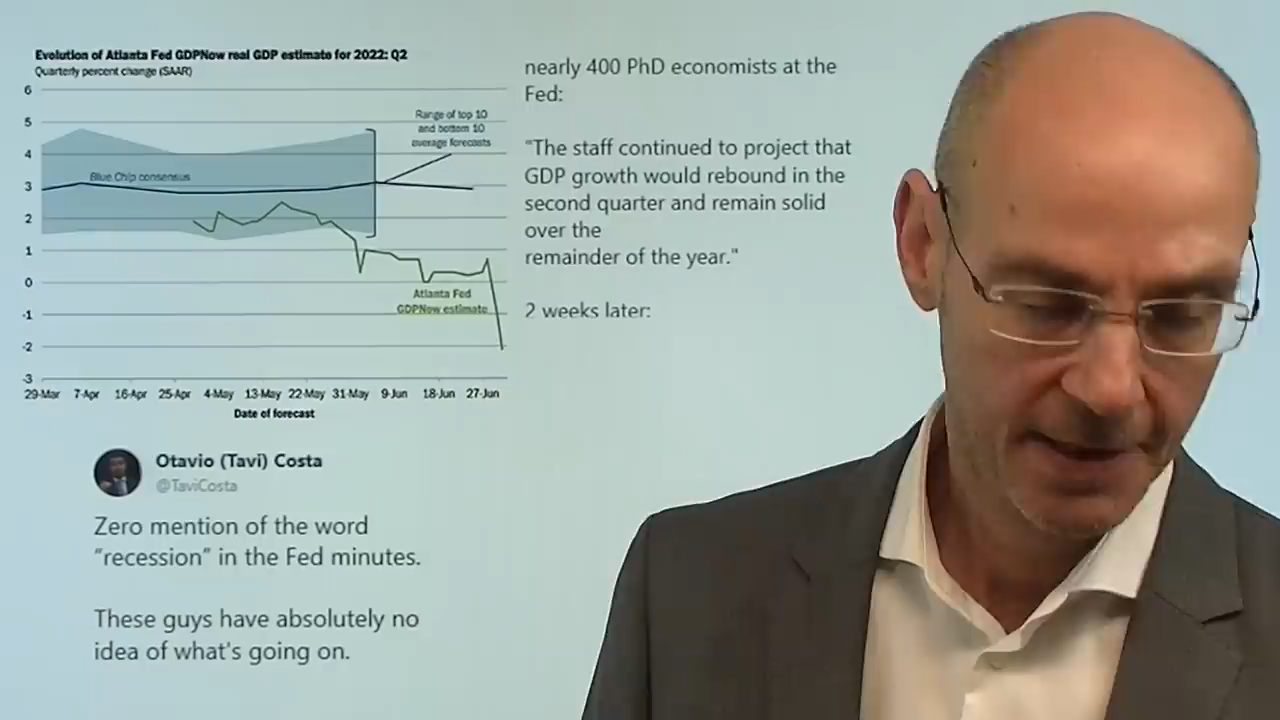 Evolution of Atlanta Fed GDPNow real GDP estimate for 2022: Q2
Quarterly percent change (SAAR)
6
5
4
3
2
1
0
-1
-2
-3
Range of top 10
and bottom 10
average forecasts
Blue Chip consensus
Atlanta Fed
GDPNow estimate
29-Mar 7-Apr 16-Apr 25-Apr 4-May 13-May 22-May 31-May 9-Jun 18-Jun 27-Jun
Date of forecast
nearly 400 PhD economists at the
Fed:
"The staff continued to project that
GDP growth would rebound in the
second quarter and remain solid
over the
remainder of the year."
2 weeks later:
Otavio (Tavi) Costa
@TaviCosta
Zero mention of the word
"recession" in the Fed minutes.
These guys have absolutely no
idea of what's going on.